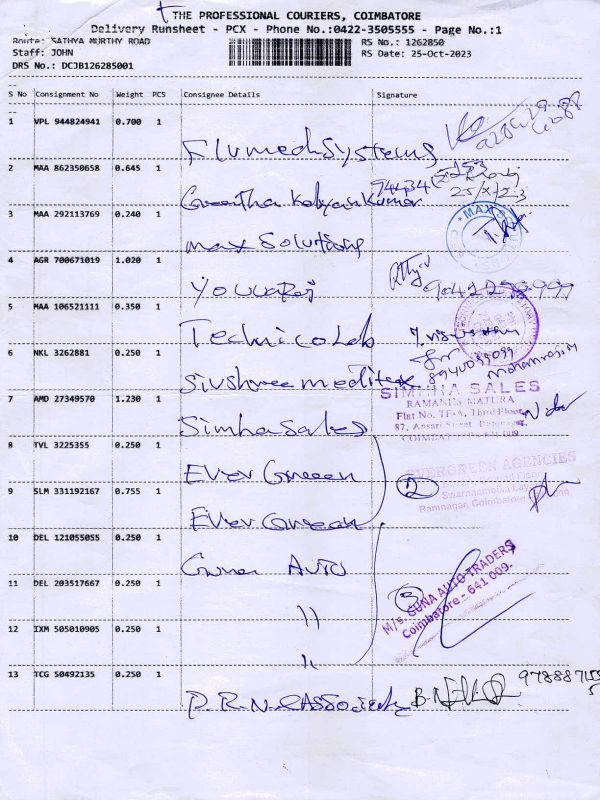 THE PROFESSIONAL COURIERS, COIMBATORE
Delivery Runsheet - PCX - Phone No.:0422-3505555 - Page No.:1
Route: SATHYA MURTHY ROAD RS No.: 1262850
Staff: JOHN RS Date: 25-Oct-2023
DRS No.: DCJB126285001
S No Consignment No Weight PCS Consignee Details Signature
1 VPL 944824941 0.700 1
Flumech Systems
2 MAA 862350658 0.645 1
Geetha Kalyankumar 25/X/23
3 MAA 292113769 0.240 1
max Solutions MAX
4 AGR 700671019 1.020 1
Youvaraj
5 MAA 106521111 0.350 1
Technico Lab
6 NKL 3262881 0.250 1
Sivshree meditex 8940039099
7 AMD 27349570 1.230 1
Simha Sales
SIMHA SALES
RAMANI'S MATURA
Flat No. TF-A, Third Floor,
87, Ansari Street
8 TVL 3225355 0.250 1
Ever Green
EVERGREEN AGENCIES
9 SLM 331192167 0.755 1
Ever Green 2
Ramnagar, Coimbatore
10 DEL 121055055 0.250 1
Guna AUTO
11 DEL 203517667 0.250 1
" 3
M/s. GUNA AUTO TRADERS
Coimbatore - 641 009.
12 IXM 505010905 0.250 1
"
13 TCG 50492135 0.250 1
P.R.N. Associates